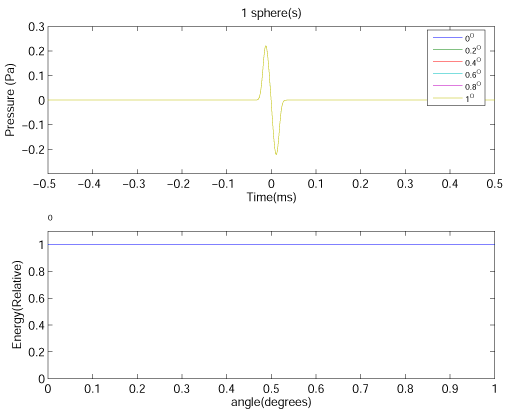 1 sphere(s)
0.3
0.2
0.1
0
−0.1
−0.2
Pressure (Pa)
0°
0.2°
0.4°
0.6°
0.8°
1°
−0.5 −0.4 −0.3 −0.2 −0.1 0 0.1 0.2 0.3 0.4 0.5
Time(ms)
0
1
0.8
0.6
0.4
0.2
0
Energy(Relative)
0 0.1 0.2 0.3 0.4 0.5 0.6 0.7 0.8 0.9 1
angle(degrees)